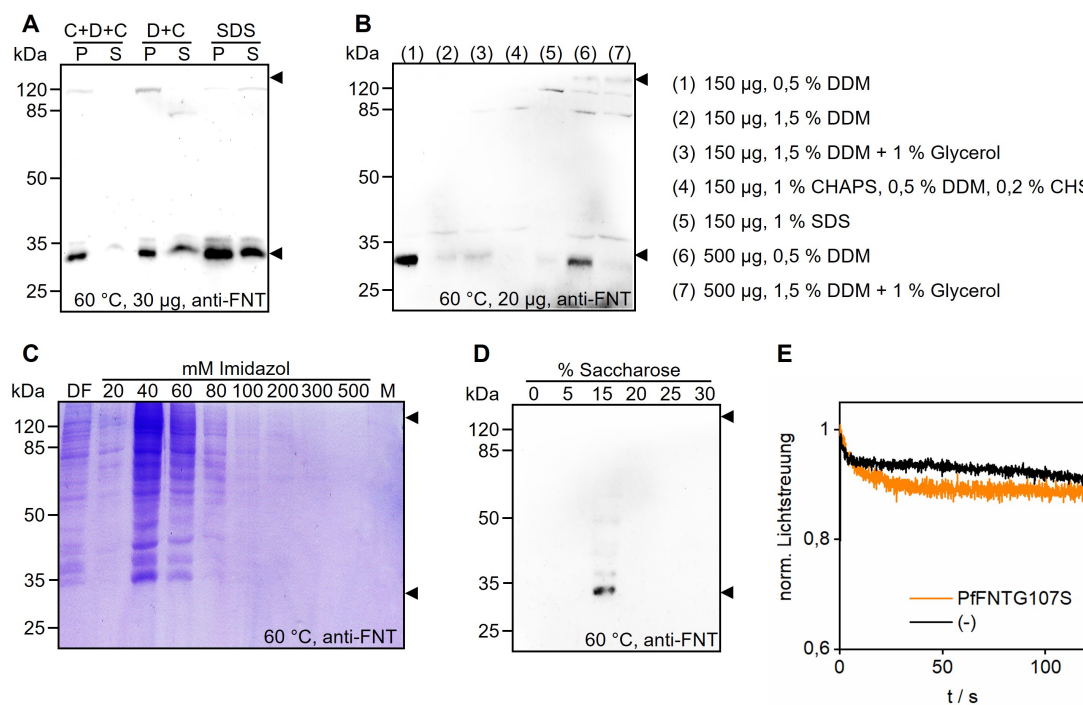 A
C+D+C D+C SDS
kDa P S P S P S
120
85
50
35
25
60 °C, 30 µg, anti-FNT
B
kDa (1) (2) (3) (4) (5) (6) (7)
120
85
50
35
25
60 °C, 20 µg, anti-FNT
(1) 150 µg, 0,5 % DDM
(2) 150 µg, 1,5 % DDM
(3) 150 µg, 1,5 % DDM + 1 % Glycerol
(4) 150 µg, 1 % CHAPS, 0,5 % DDM, 0,2 % CHS
(5) 150 µg, 1 % SDS
(6) 500 µg, 0,5 % DDM
(7) 500 µg, 1,5 % DDM + 1 % Glycerol
C
mM Imidazol
kDa DF 20 40 60 80 100 200 300 500 M
120
85
50
35
25
60 °C, anti-FNT
D
% Saccharose
kDa 0 5 15 20 25 30
120
85
50
35
25
60 °C, anti-FNT
E
norm. Lichtstreuung
1
0,8
0,6
PfFNTG107S
(-)
0 50 100
t / s